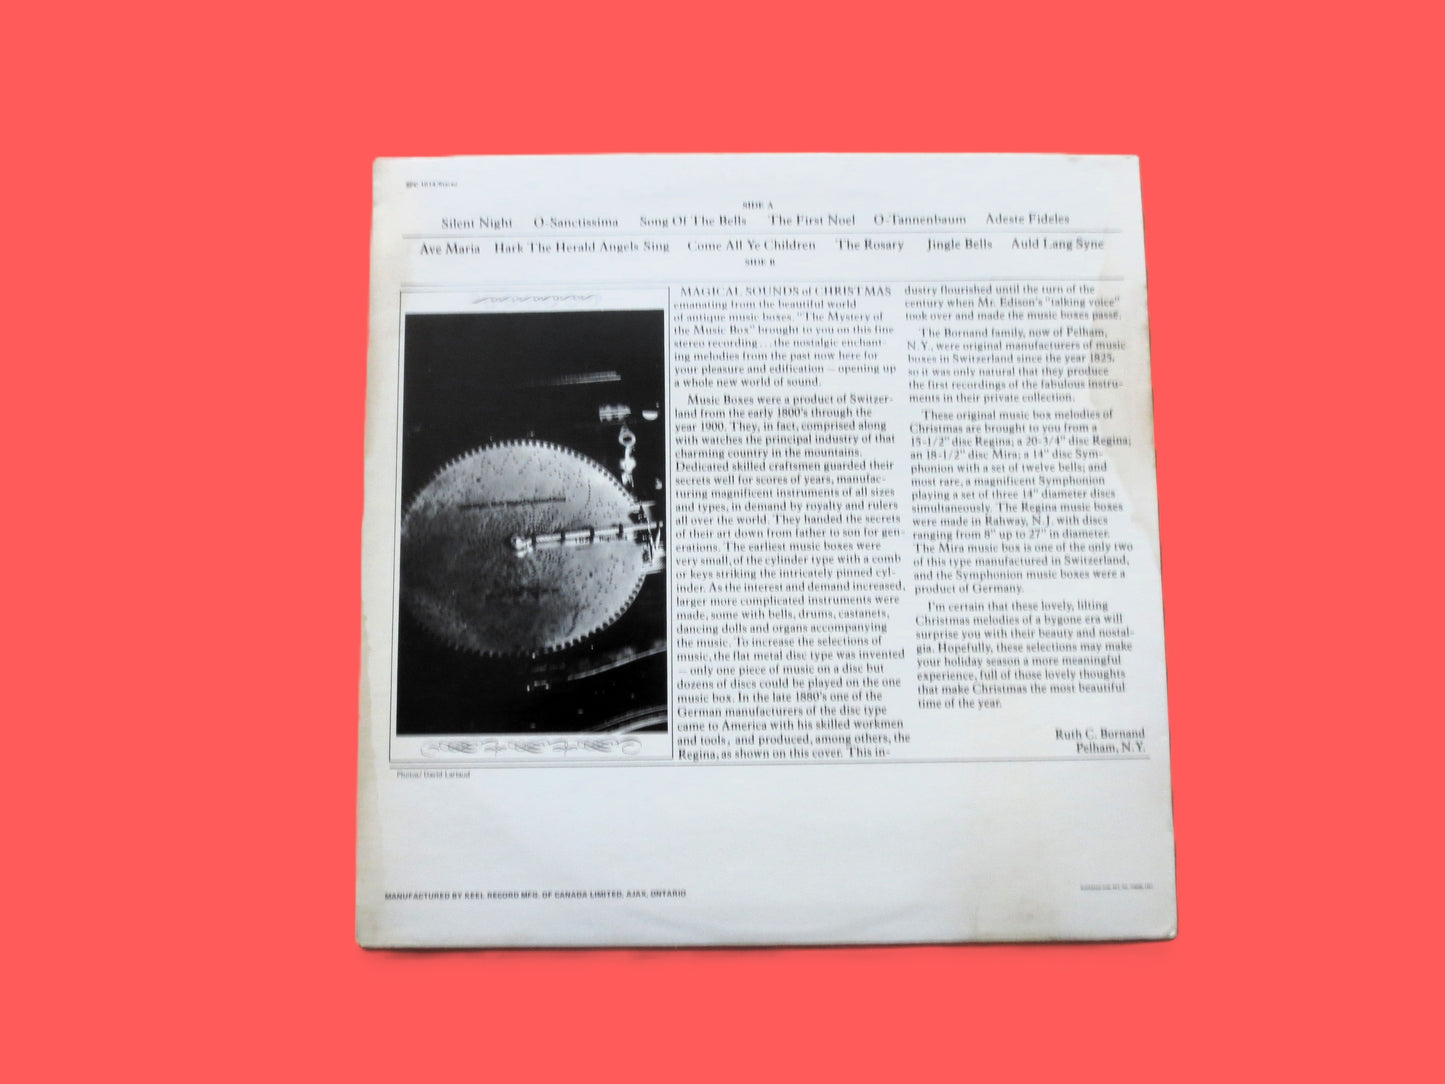 SIDE A
Silent Night O-Sanctissima Song Of The Bells The First Noel O-Tannenbaum Adeste Fideles
Ave Maria Hark The Herald Angels Sing Come All Ye Children The Rosary Jingle Bells Auld Lang Syne
SIDE B
MAGICAL SOUNDS of CHRISTMAS
emanating from the beautiful world
of antique music boxes. "The Mystery of
the Music Box" brought to you on this fine
stereo recording...the nostalgic enchant-
ing melodies from the past now here for
your pleasure and edification — opening up
a whole new world of sound.
Music Boxes were a product of Switzer-
land from the early 1800's through the
year 1900. They, in fact, comprised along
with watches the principal industry of that
charming country in the mountains.
Dedicated skilled craftsmen guarded their
secrets well for scores of years, manufac-
turing magnificent instruments of all sizes
and types, in demand by royalty and rulers
all over the world. They handed the secrets
of their art down from father to son for gen-
erations. The earliest music boxes were
very small, of the cylinder type with a comb
or keys striking the intricately pinned cyl-
inder. As the interest and demand increased,
larger more complicated instruments were
made, some with bells, drums, castanets,
dancing dolls and organs accompanying
the music. To increase the selections of
music, the flat metal disc type was invented
— only one piece of music on a disc but
dozens of discs could be played on the one
music box. In the late 1880's one of the
German manufacturers of the disc type
came to America with his skilled workmen
and tools, and produced, among others, the
Regina, as shown on this cover. This in-
dustry flourished until the turn of the
century when Mr. Edison's "talking voice"
took over and made the music boxes passé.
The Bornand family, now of Pelham,
N.Y., were original manufacturers of music
boxes in Switzerland since the year 1825,
so it was only natural that they produce
the first recordings of the fabulous instru-
ments in their private collection.
These original music box melodies of
Christmas are brought to you from a
15-1/2" disc Regina; a 20-3/4" disc Regina;
an 18-1/2" disc Mira; a 14" disc Sym-
phonion with a set of twelve bells; and
most rare, a magnificent Symphonion
playing a set of three 14" diameter discs
simultaneously. The Regina music boxes
were made in Rahway, N.J. with discs
ranging from 8" up to 27" in diameter.
The Mira music box is one of the only two
of this type manufactured in Switzerland,
and the Symphonion music boxes were a
product of Germany.
I'm certain that these lovely, lilting
Christmas melodies of a bygone era will
surprise you with their beauty and nostal-
gia. Hopefully, these selections may make
your holiday season a more meaningful
experience, full of those lovely thoughts
that make Christmas the most beautiful
time of the year.
Ruth C. Bornand
Pelham, N.Y.
Photos/David Lartaud
MANUFACTURED BY KEEL RECORD MFG. OF CANADA LIMITED, AJAX, ONTARIO